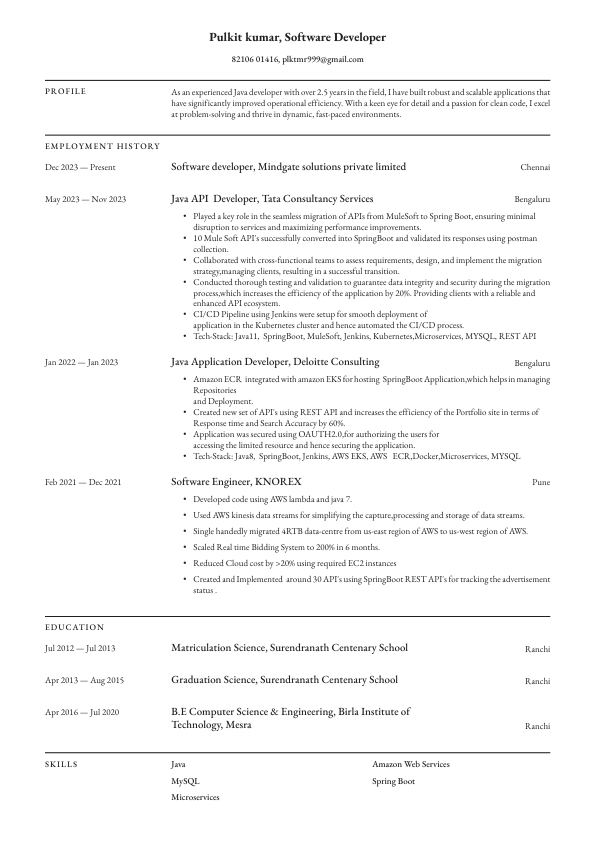 Pulkit kumar, Software Developer
82106 01416, plktmr999@gmail.com
PROFILE
As an experienced Java developer with over 2.5 years in the field, I have built robust and scalable applications that
have significantly improved operational efficiency. With a keen eye for detail and a passion for clean code, I excel
at problem-solving and thrive in dynamic, fast-paced environments.
EMPLOYMENT HISTORY
Dec 2023 — Present
Software developer, Mindgate solutions private limited
Chennai
May 2023 — Nov 2023
Java API Developer, Tata Consultancy Services
Bengaluru
• Played a key role in the seamless migration of APIs from MuleSoft to Spring Boot, ensuring minimal
disruption to services and maximizing performance improvements.
• 10 Mule Soft API's successfully converted into SpringBoot and validated its responses using postman
collection.
• Collaborated with cross-functional teams to assess requirements, design, and implement the migration
strategy,managing clients, resulting in a successful transition.
• Conducted thorough testing and validation to guarantee data integrity and security during the migration
process,which increases the efficiency of the application by 20%. Providing clients with a reliable and
enhanced API ecosystem.
• CI/CD Pipeline using Jenkins were setup for smooth deployment of
application in the Kubernetes cluster and hence automated the CI/CD process.
• Tech-Stack: Java11, SpringBoot, MuleSoft, Jenkins, Kubernetes,Microservices, MYSQL, REST API
Jan 2022 — Jan 2023
Java Application Developer, Deloitte Consulting
Bengaluru
• Amazon ECR integrated with amazon EKS for hosting SpringBoot Application,which helps in managing
Repositories
and Deployment.
• Created new set of API's using REST API and increases the efficiency of the Portfolio site in terms of
Response time and Search Accuracy by 60%.
• Application was secured using OAUTH2.0,for authorizing the users for
accessing the limited resource and hence securing the application.
• Tech-Stack: Java8, SpringBoot, Jenkins, AWS EKS, AWS ECR,Docker,Microservices, MYSQL
Feb 2021 — Dec 2021
Software Engineer, KNOREX
Pune
• Developed code using AWS lambda and java 7.
• Used AWS kinesis data streams for simplifying the capture,processing and storage of data streams.
• Single handedly migrated 4RTB data-centre from us-east region of AWS to us-west region of AWS.
• Scaled Real time Bidding System to 200% in 6 months.
• Reduced Cloud cost by >20% using required EC2 instances
• Created and Implemented around 30 API's using SpringBoot REST API's for tracking the advertisement
status .
EDUCATION
Jul 2012 — Jul 2013
Matriculation Science, Surendranath Centenary School
Ranchi
Apr 2013 — Aug 2015
Graduation Science, Surendranath Centenary School
Ranchi
Apr 2016 — Jul 2020
B.E Computer Science & Engineering, Birla Institute of
Technology, Mesra
Ranchi
SKILLS
Java
Amazon Web Services
MySQL
Spring Boot
Microservices